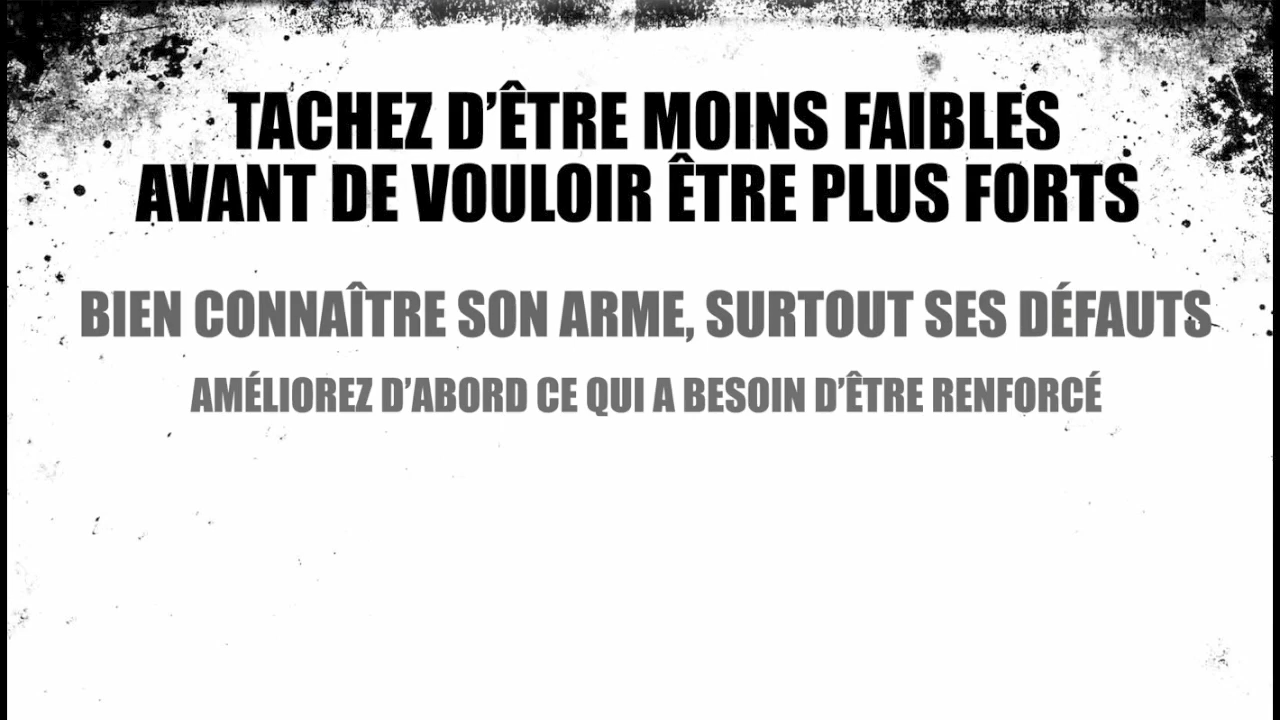 TACHEZ D’ÊTRE MOINS FAIBLES
AVANT DE VOULOIR ÊTRE PLUS FORTS
BIEN CONNAÎTRE SON ARME, SURTOUT SES DÉFAUTS
AMÉLIOREZ D’ABORD CE QUI A BESOIN D’ÊTRE RENFORCÉ